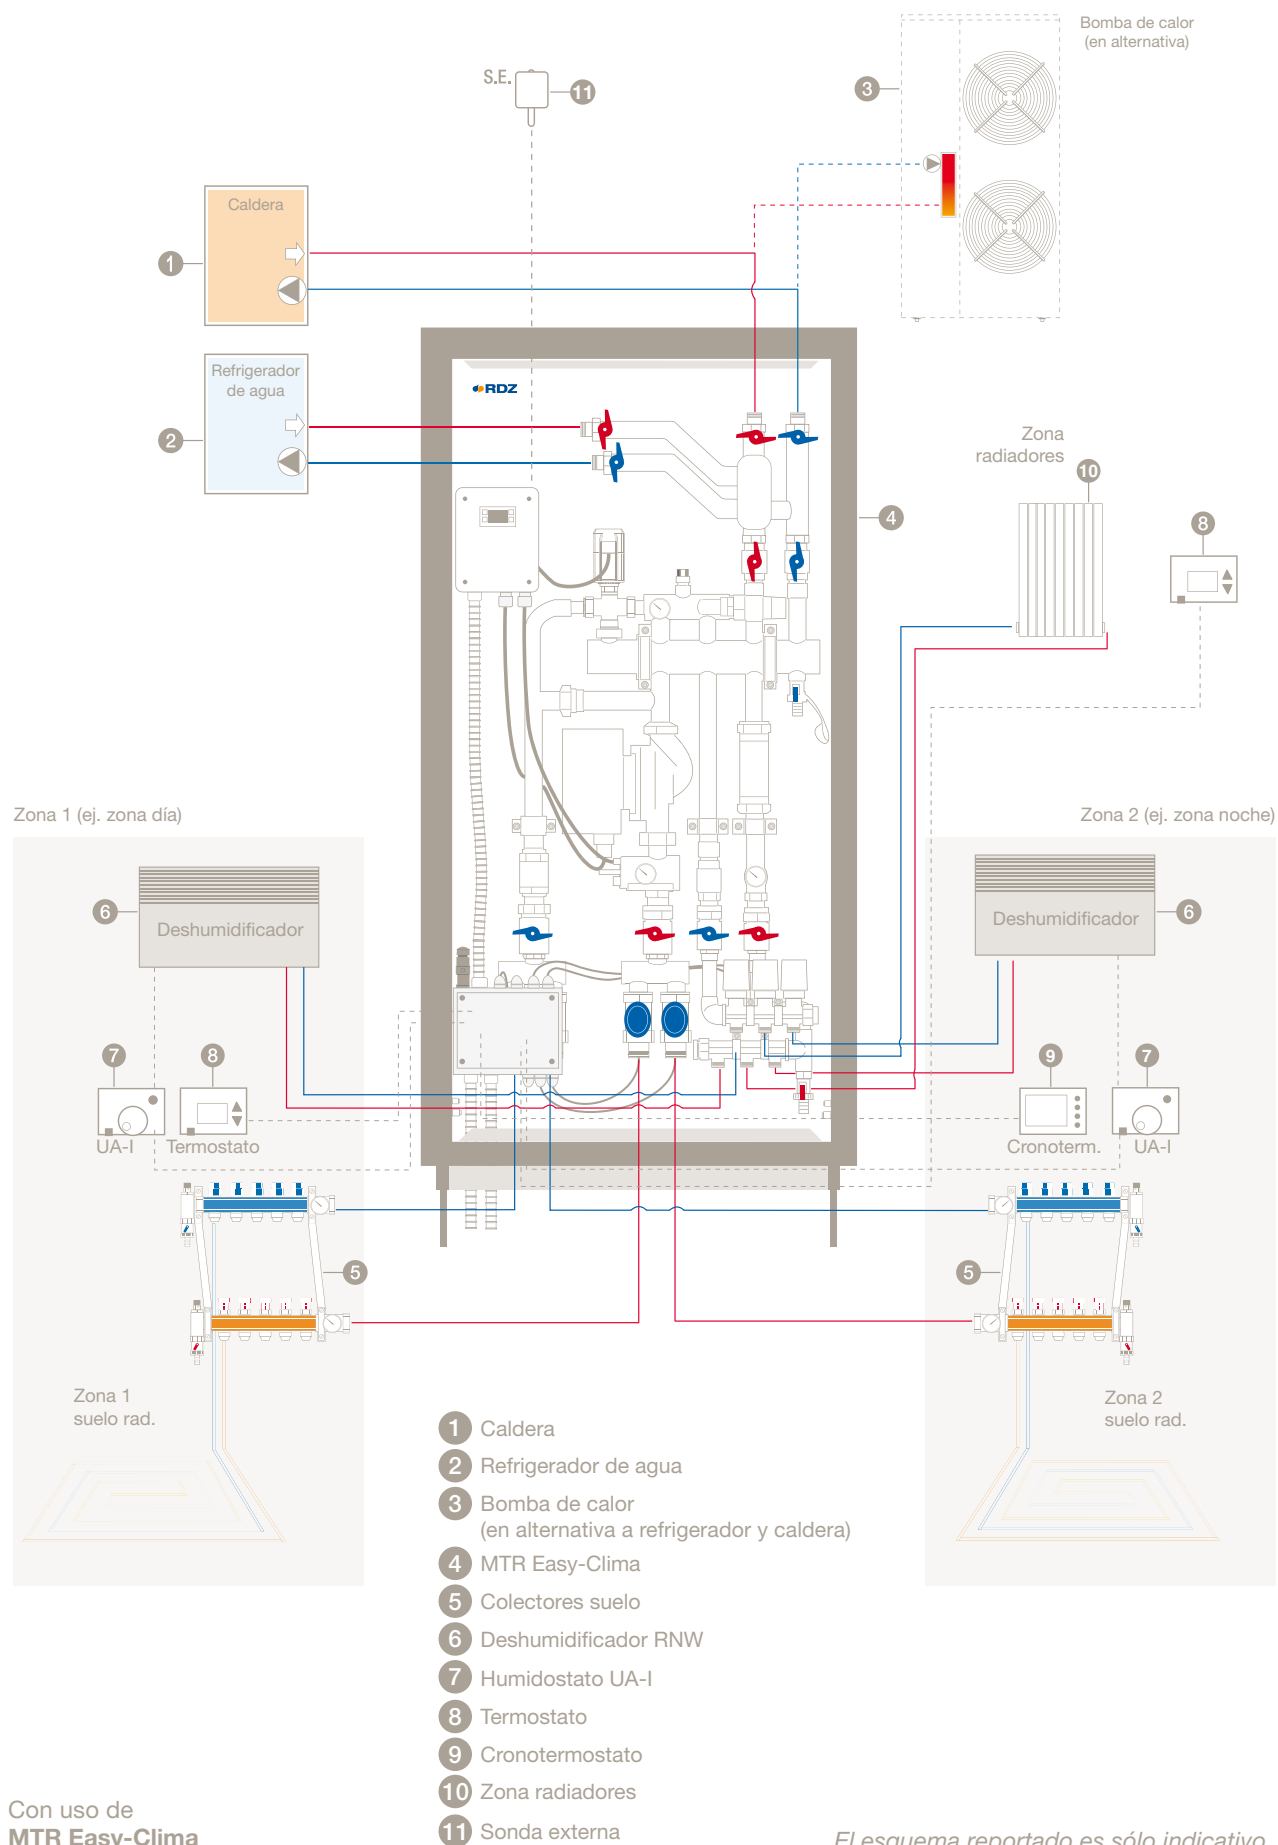 Bomba de calor
(en alternativa)
3
S.E.
11
Caldera
1
Refrigerador
de agua
2
RDZ
Zona
radiadores
10
4
8
Zona 1 (ej. zona día)
Zona 2 (ej. zona noche)
6
Deshumidificador
Deshumidificador
6
7
8
9
7
UA-I
Termostato
Cronoterm.
UA-I
5
5
Zona 1
suelo rad.
Zona 2
suelo rad.
1 Caldera
2 Refrigerador de agua
3 Bomba de calor
(en alternativa a refrigerador y caldera)
4 MTR Easy-Clima
5 Colectores suelo
6 Deshumidificador RNW
7 Humidostato UA-I
8 Termostato
9 Cronotermostato
10 Zona radiadores
11 Sonda externa
Con uso de
MTR Easy-Clima
El esquema reportado es sólo indicativo